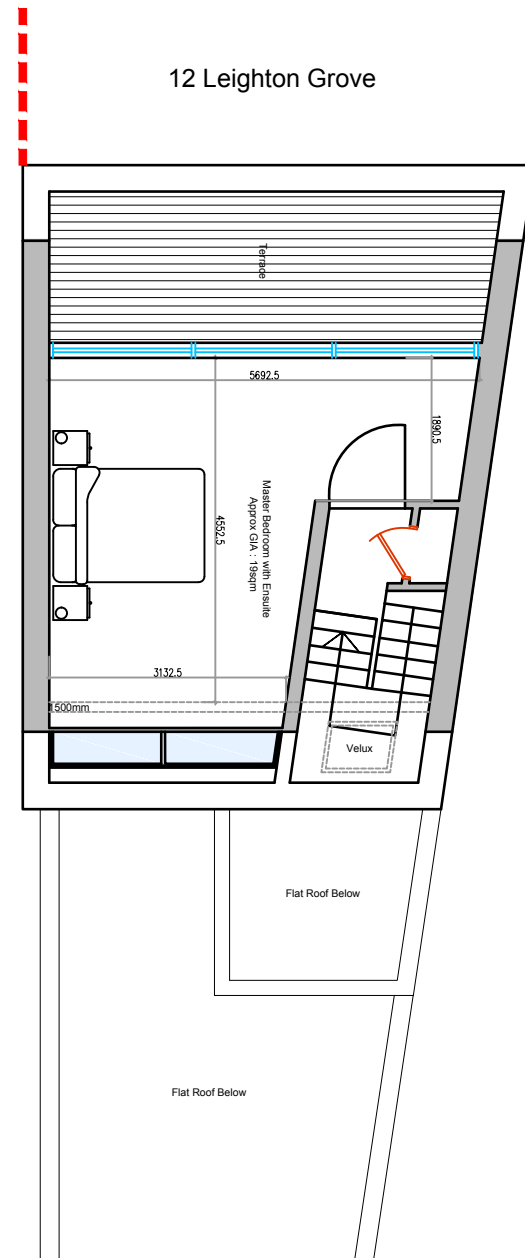 12 Leighton Grove
Terrace
5692.5
1890.5
Master Bedroom with Ensuite
Approx GIA : 19sqm
4552.5
3132.5
1500mm
Velux
Flat Roof Below
Flat Roof Below